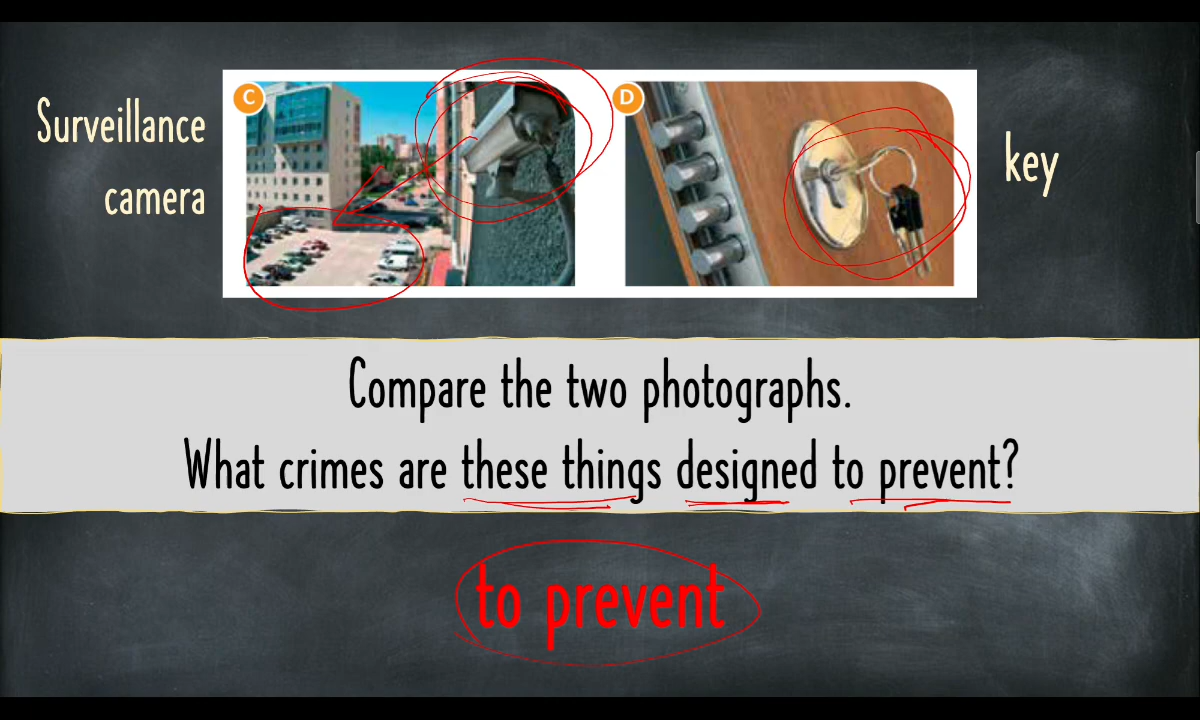 Surveillance
camera
C
D
key
Compare the two photographs.
What crimes are these things designed to prevent?
to prevent